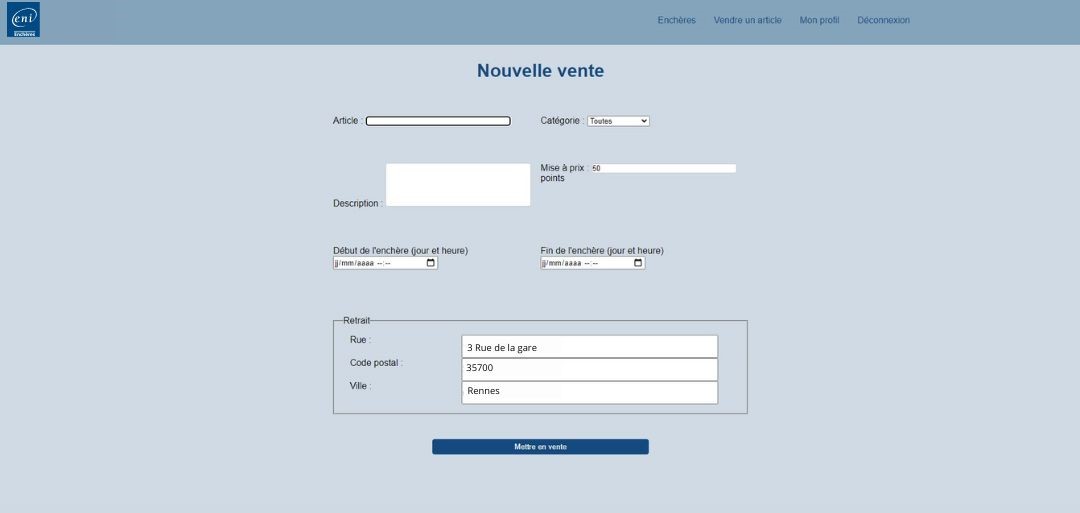 eni
Enchères
Enchères Vendre un article Mon profil Déconnexion
Nouvelle vente
Article :
Catégorie : Toutes
Description :
Mise à prix : 50
points
Début de l'enchère (jour et heure)
jj/mm/aaaa --:--
Fin de l'enchère (jour et heure)
jj/mm/aaaa --:--
Retrait
Rue : 3 Rue de la gare
Code postal : 35700
Ville : Rennes
Mettre en vente